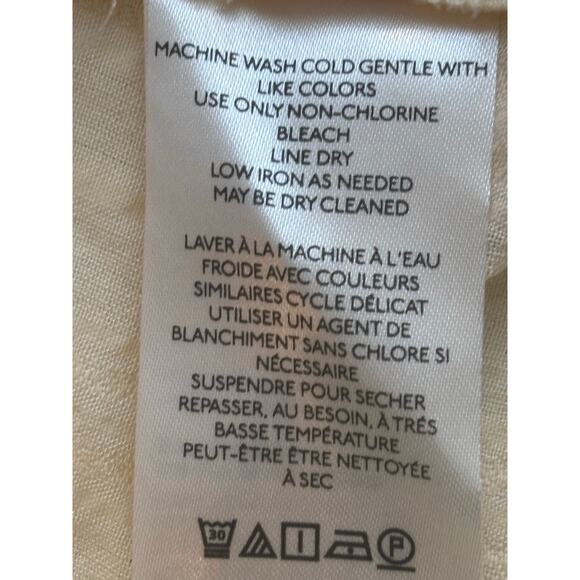 MACHINE WASH COLD GENTLE WITH
LIKE COLORS
USE ONLY NON-CHLORINE
BLEACH
LINE DRY
LOW IRON AS NEEDED
MAY BE DRY CLEANED
LAVER À LA MACHINE À L'EAU
FROIDE AVEC COULEURS
SIMILAIRES CYCLE DÉLICAT
UTILISER UN AGENT DE
BLANCHIMENT SANS CHLORE SI
NÉCESSAIRE
SUSPENDRE POUR SECHER
REPASSER, AU BESOIN, À TRÉS
BASSE TEMPÉRATURE
PEUT-ÊTRE ÊTRE NETTOYÉE
À SEC
30 P